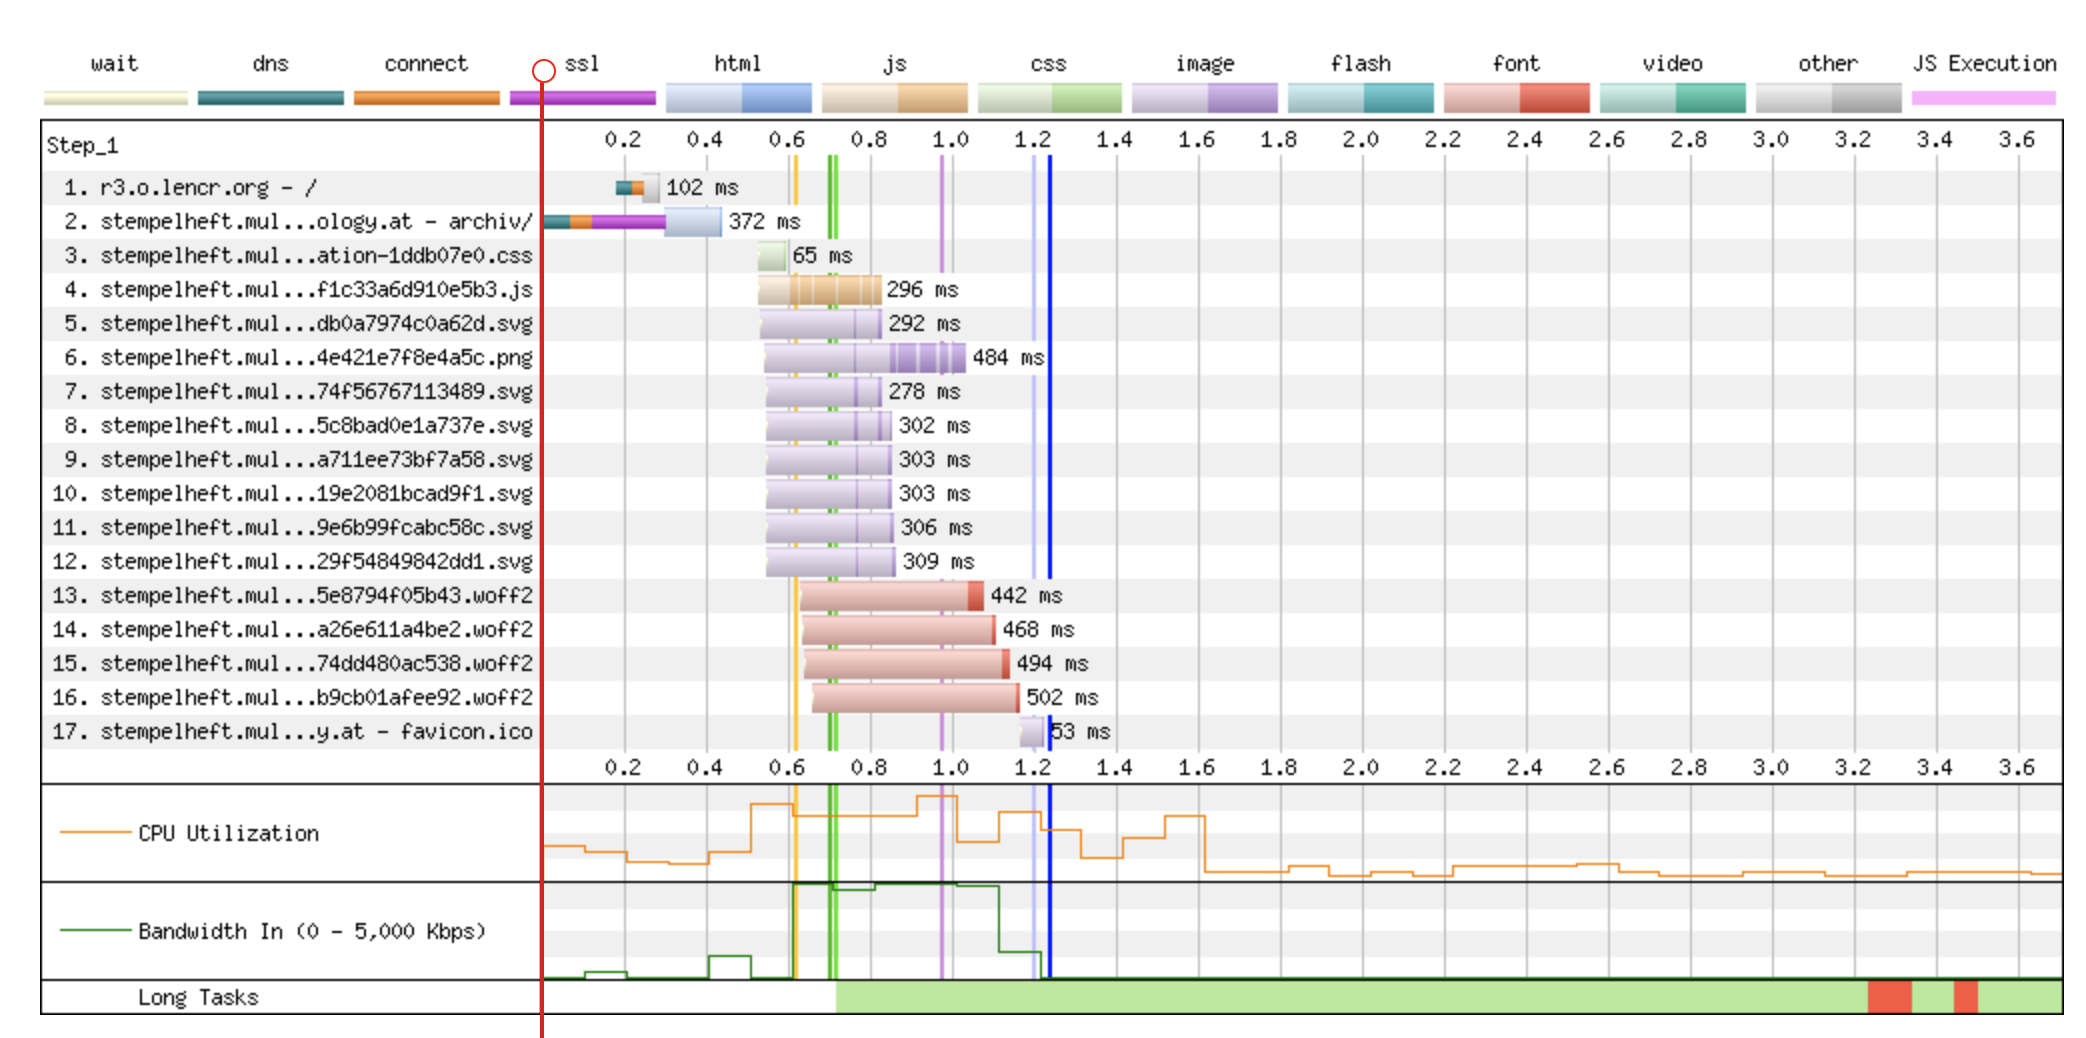 wait dns connect ssl html js css image flash font video other JS Execution
Step_1 0.2 0.4 0.6 0.8 1.0 1.2 1.4 1.6 1.8 2.0 2.2 2.4 2.6 2.8 3.0 3.2 3.4 3.6
1. r3.o.lencr.org - / 102 ms
2. stempelheft.mul...ology.at - archiv/ 372 ms
3. stempelheft.mul...ation-1ddb07e0.css 65 ms
4. stempelheft.mul...f1c33a6d910e5b3.js 296 ms
5. stempelheft.mul...db0a7974c0a62d.svg 292 ms
6. stempelheft.mul...4e421e7f8e4a5c.png 484 ms
7. stempelheft.mul...74f56767113489.svg 278 ms
8. stempelheft.mul...5c8bad0e1a737e.svg 302 ms
9. stempelheft.mul...a711ee73bf7a58.svg 303 ms
10. stempelheft.mul...19e2081bcad9f1.svg 303 ms
11. stempelheft.mul...9e6b99fcabc58c.svg 306 ms
12. stempelheft.mul...29f54849842dd1.svg 309 ms
13. stempelheft.mul...5e8794f05b43.woff2 442 ms
14. stempelheft.mul...a26e611a4be2.woff2 468 ms
15. stempelheft.mul...74dd480ac538.woff2 494 ms
16. stempelheft.mul...b9cb01afee92.woff2 502 ms
17. stempelheft.mul...y.at - favicon.ico 53 ms
0.2 0.4 0.6 0.8 1.0 1.2 1.4 1.6 1.8 2.0 2.2 2.4 2.6 2.8 3.0 3.2 3.4 3.6
CPU Utilization
Bandwidth In (0 - 5,000 Kbps)
Long Tasks